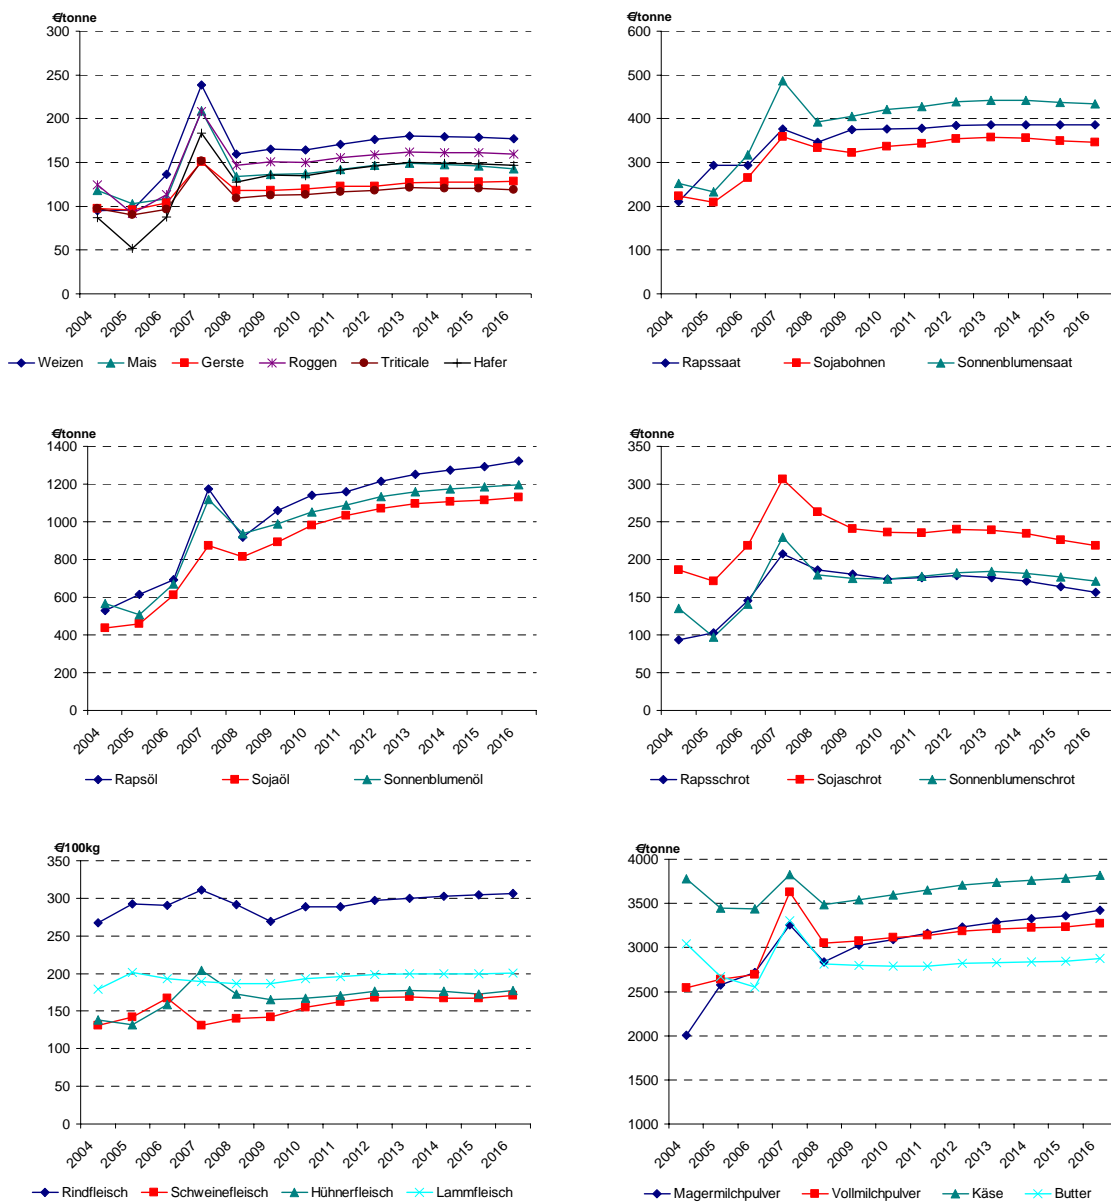 €/tonne
300
250
200
150
100
50
0
2004 2005 2006 2007 2008 2009 2010 2011 2012 2013 2014 2015 2016
Weizen Mais Gerste Roggen Triticale Hafer
€/tonne
600
500
400
300
200
100
0
2004 2005 2006 2007 2008 2009 2010 2011 2012 2013 2014 2015 2016
Rapssaat Sojabohnen Sonnenblumensaat
€/tonne
1400
1200
1000
800
600
400
200
0
2004 2005 2006 2007 2008 2009 2010 2011 2012 2013 2014 2015 2016
Rapsöl Sojaöl Sonnenblumenöl
€/tonne
350
300
250
200
150
100
50
0
2004 2005 2006 2007 2008 2009 2010 2011 2012 2013 2014 2015 2016
Rapsschrot Sojaschrot Sonnenblumenschrot
€/100kg
350
300
250
200
150
100
50
0
2004 2005 2006 2007 2008 2009 2010 2011 2012 2013 2014 2015 2016
Rindfleisch Schweinefleisch Hühnerfleisch Lammfleisch
€/tonne
4000
3500
3000
2500
2000
1500
1000
2004 2005 2006 2007 2008 2009 2010 2011 2012 2013 2014 2015 2016
Magermilchpulver Vollmilchpulver Käse Butter